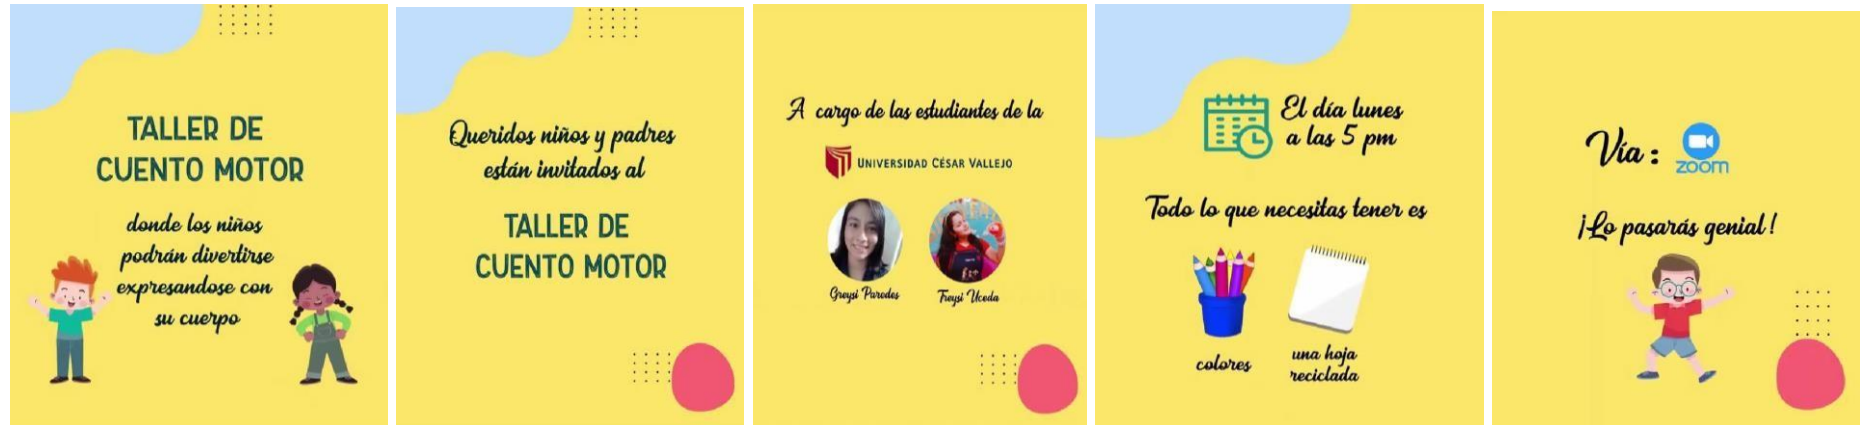 TALLER DE
CUENTO MOTOR
donde los niños
podrán divertirse
expresandose con
su cuerpo
Queridos niños y padres
están invitados al
TALLER DE
CUENTO MOTOR
A cargo de las estudiantes de la
UNIVERSIDAD CÉSAR VALLEJO
Greysi Paredes
Treysi Uceda
El día lunes
a las 5 pm
Todo lo que necesitas tener es
colores
una hoja
reciclada
Vía :
zoom
¡Lo pasarás genial!